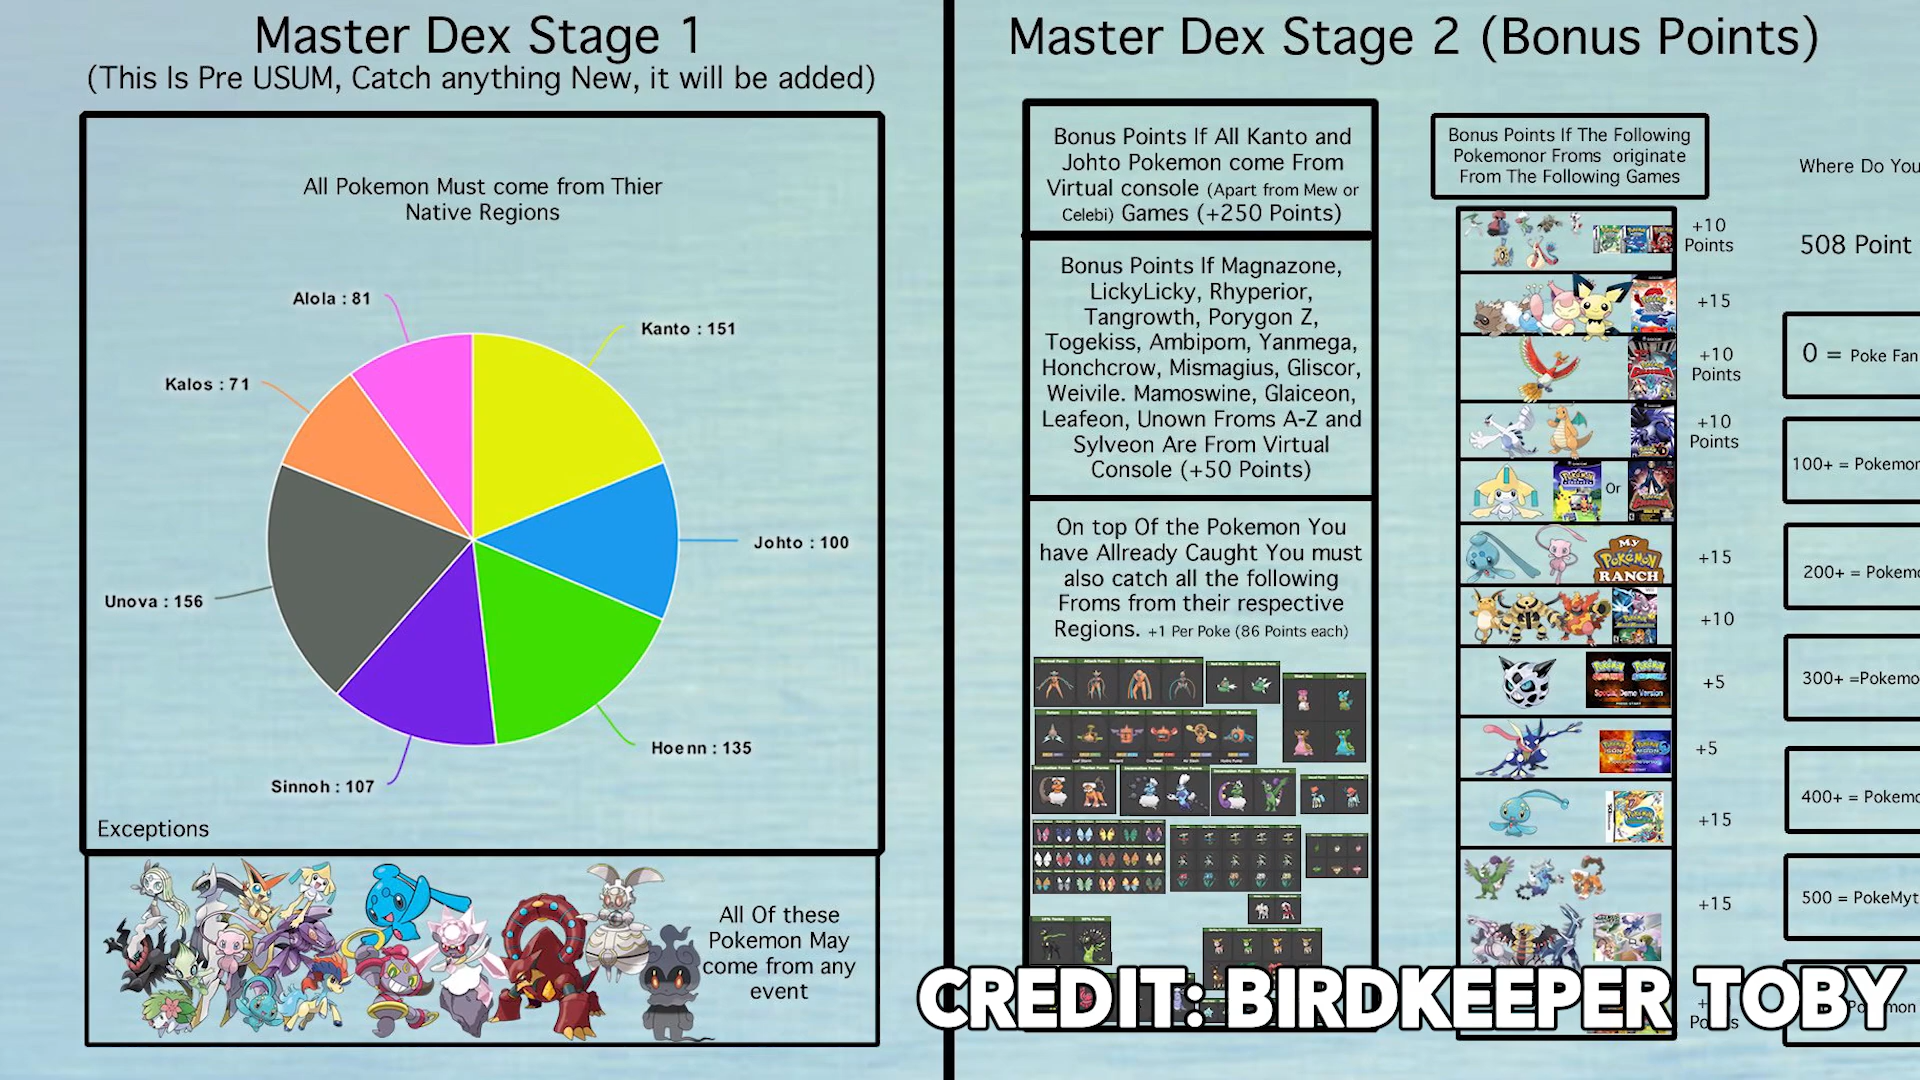 Master Dex Stage 1
(This Is Pre USUM, Catch anything New, it will be added)
All Pokemon Must come from Thier
Native Regions
Alola : 81
Kanto : 151
Kalos : 71
Johto : 100
Unova : 156
Hoenn : 135
Sinnoh : 107
Exceptions
All Of these
Pokemon May
come from any
event
Master Dex Stage 2 (Bonus Points)
Bonus Points If All Kanto and
Johto Pokemon come From
Virtual console (Apart from Mew or
Celebi) Games (+250 Points)
Bonus Points If Magnazone,
LickyLicky, Rhyperior,
Tangrowth, Porygon Z,
Togekiss, Ambipom, Yanmega,
Honchcrow, Mismagius, Gliscor,
Weivile. Mamoswine, Glaiceon,
Leafeon, Unown Froms A-Z and
Sylveon Are From Virtual
Console (+50 Points)
On top Of the Pokemon You
have Allready Caught You must
also catch all the following
Froms from their respective
Regions. +1 Per Poke (86 Points each)
Bonus Points If The Following
Pokemonor Froms originate
From The Following Games
+10
Points
+15
+10
Points
+10
Points
Or
My
Pokémon
RANCH
+15
+10
Special Demo Version
+5
+5
+15
+15
Where Do You
508 Point
0 = Poke Fan
100+ = Pokemon
200+ = Pokemo
300+ =Pokemo
400+ = Pokemo
500 = PokeMyt
CREDIT: BIRDKEEPER TOBY